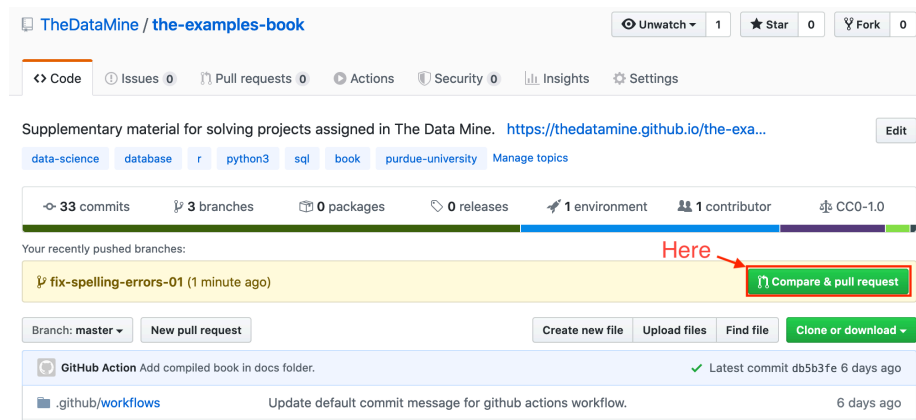 TheDataMine / the-examples-book Unwatch 1 Star 0 Fork 0
Code Issues 0 Pull requests 0 Actions Security 0 Insights Settings
Supplementary material for solving projects assigned in The Data Mine. https://thedatamine.github.io/the-exa... Edit
data-science database r python3 sql book purdue-university Manage topics
33 commits 3 branches 0 packages 0 releases 1 environment 1 contributor CC0-1.0
Your recently pushed branches:
Here
fix-spelling-errors-01 (1 minute ago) Compare & pull request
Branch: master New pull request Create new file Upload files Find file Clone or download
GitHub Action Add compiled book in docs folder. Latest commit db5b3fe 6 days ago
.github/workflows Update default commit message for github actions workflow. 6 days ago